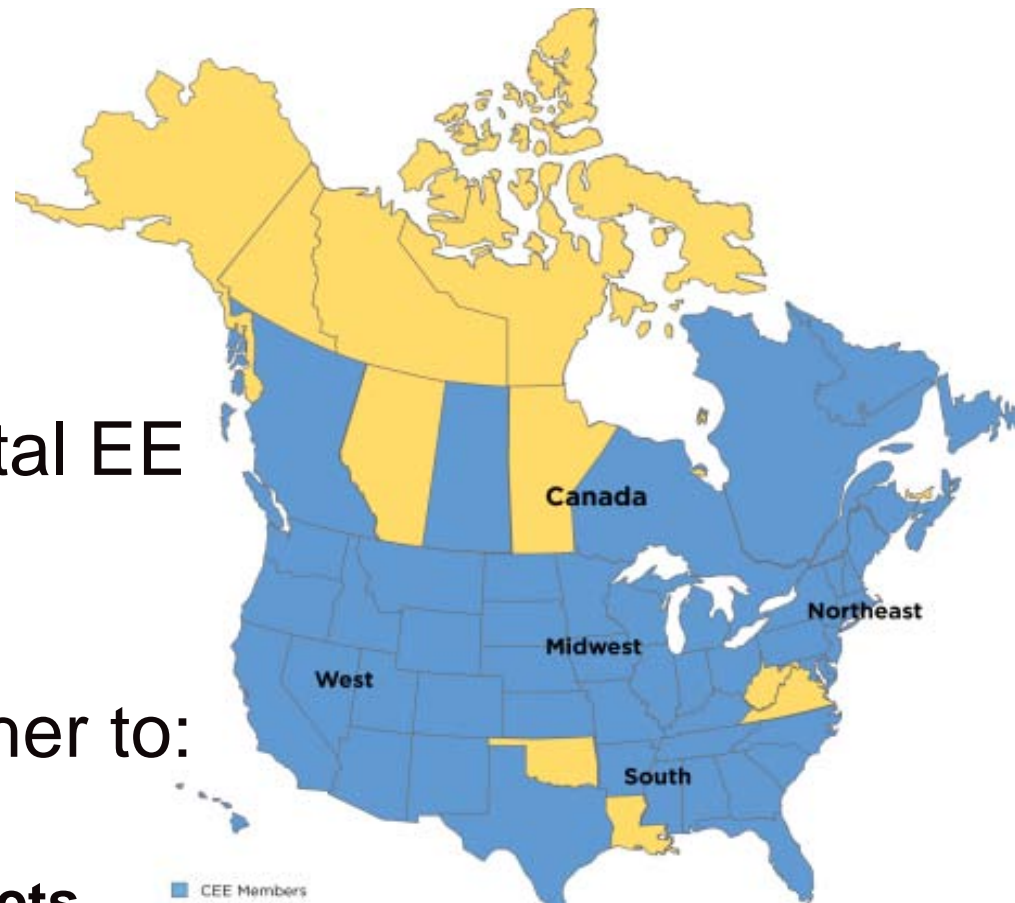 tal EE
Canada
Northeast
Midwest
West
ner to:
South
CEE Members